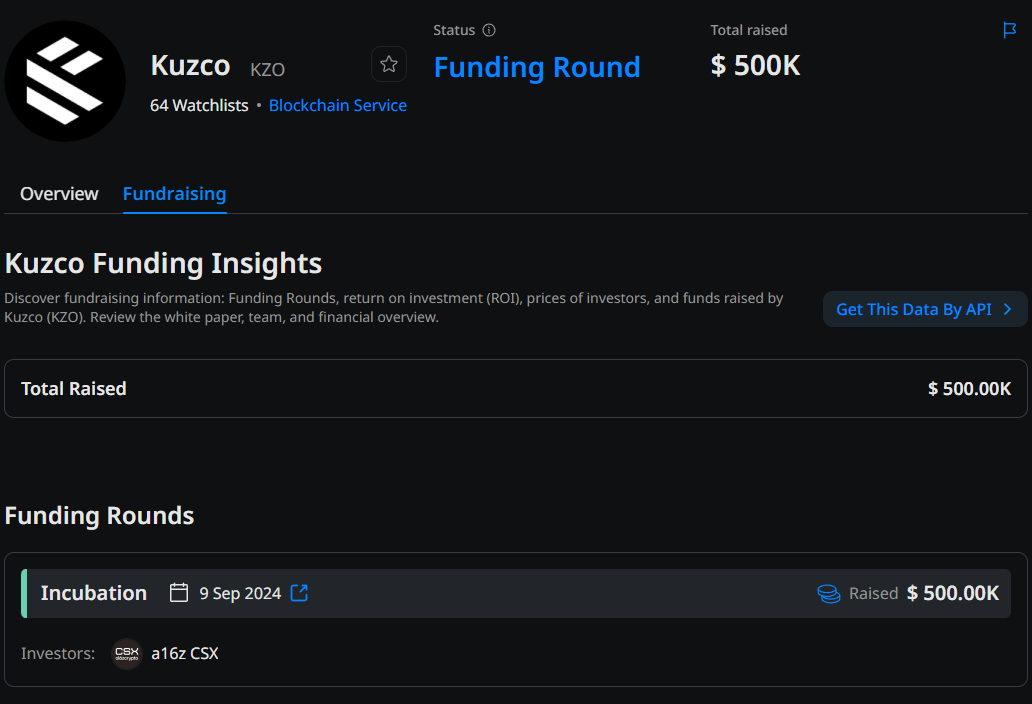 Kuzco KZO
64 Watchlists • Blockchain Service
Status
Funding Round
Total raised
$ 500K
Overview Fundraising
Kuzco Funding Insights
Discover fundraising information: Funding Rounds, return on investment (ROI), prices of investors, and funds raised by
Kuzco (KZO). Review the white paper, team, and financial overview.
Get This Data By API
Total Raised $ 500.00K
Funding Rounds
Incubation 9 Sep 2024 Raised $ 500.00K
Investors: CSX a16zcrypto a16z CSX